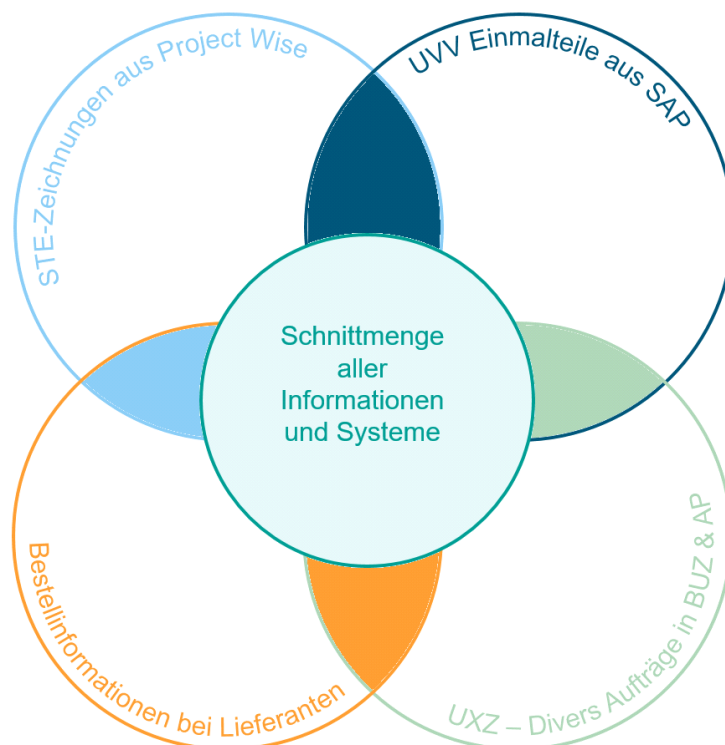 STE-Zeichnungen aus Project Wise
UVV Einmalteile aus SAP
Schnittmenge
aller
Informationen
und Systeme
Bestellinformationen bei Lieferanten
UXZ – Divers Aufträge in BUZ & AP